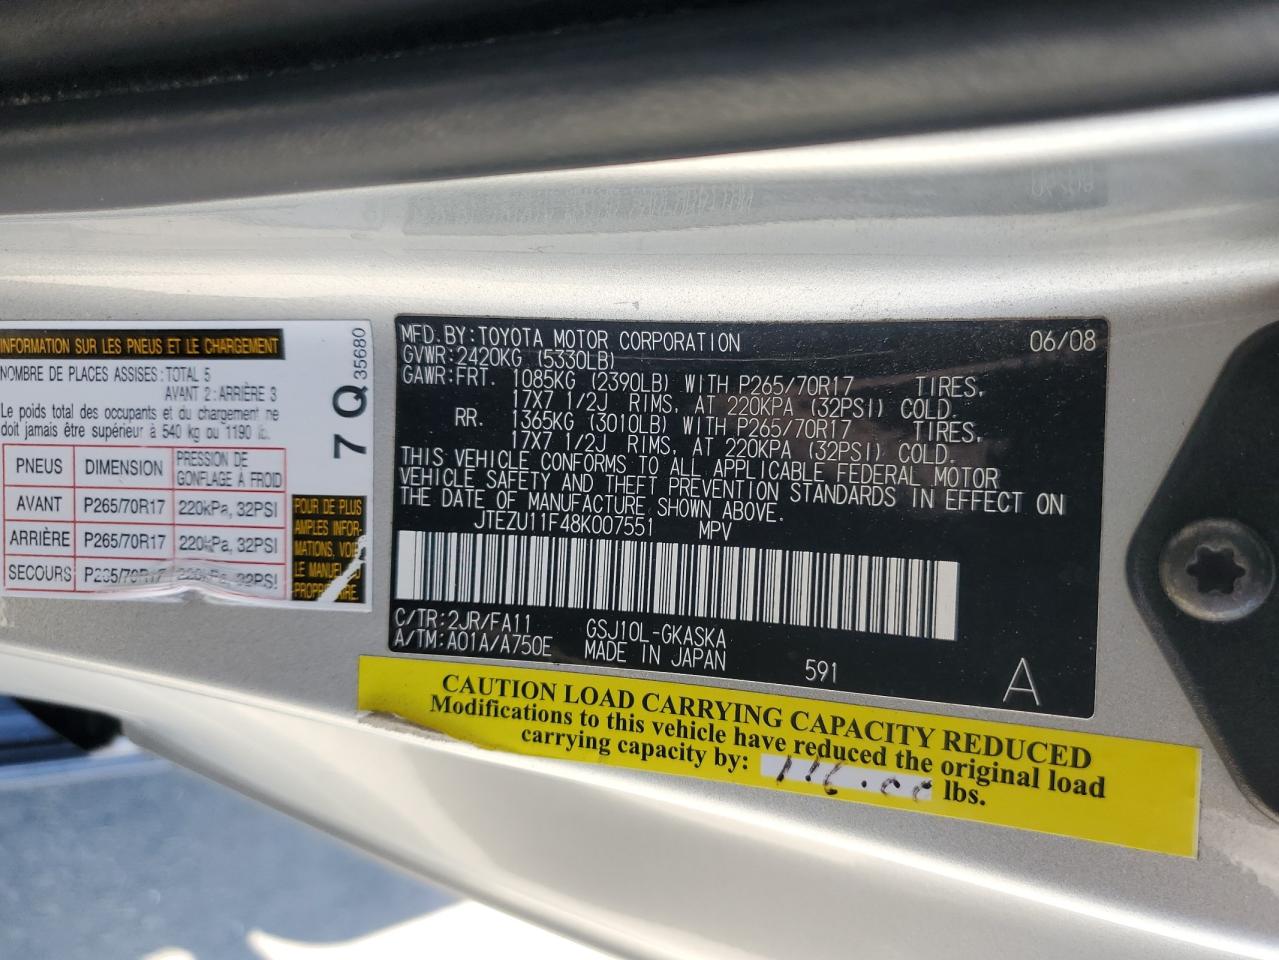 INFORMATION SUR LES PNEUS ET LE CHARGEMENT
NOMBRE DE PLACES ASSISES: TOTAL 5
AVANT 2: ARRIÈRE 3
Le poids total des occupants et du chargement ne
doit jamais être supérieur à 540 kg ou 1190 lb.
PNEUS DIMENSION PRESSION DE GONFLAGE À FROID
AVANT P265/70R17 220kPa, 32PSI
ARRIÈRE P265/70R17 220kPa, 32PSI
SECOURS P265/70R17 220kPa, 32PSI
7 Q 35680
POUR DE PLUS
AMPLES INFOR-
MATIONS, VOIR
LE MANUEL DU
PROPRIÉTAIRE.
MFD. BY: TOYOTA MOTOR CORPORATION 06/08
GVWR: 2420KG (5330LB)
GAWR: FRT. 1085KG (2390LB) WITH P265/70R17 TIRES,
17X7 1/2J RIMS, AT 220KPA (32PSI) COLD.
RR. 1365KG (3010LB) WITH P265/70R17 TIRES,
17X7 1/2J RIMS, AT 220KPA (32PSI) COLD.
THIS VEHICLE CONFORMS TO ALL APPLICABLE FEDERAL MOTOR
VEHICLE SAFETY AND THEFT PREVENTION STANDARDS IN EFFECT ON
THE DATE OF MANUFACTURE SHOWN ABOVE.
JTEZU11F48K007551 MPV
C/TR: 2JR/FA11 GSJ10L-GKASKA
A/TM: A01A/A750E MADE IN JAPAN 591 A
CAUTION LOAD CARRYING CAPACITY REDUCED
Modifications to this vehicle have reduced the original load
carrying capacity by: 116.00 lbs.